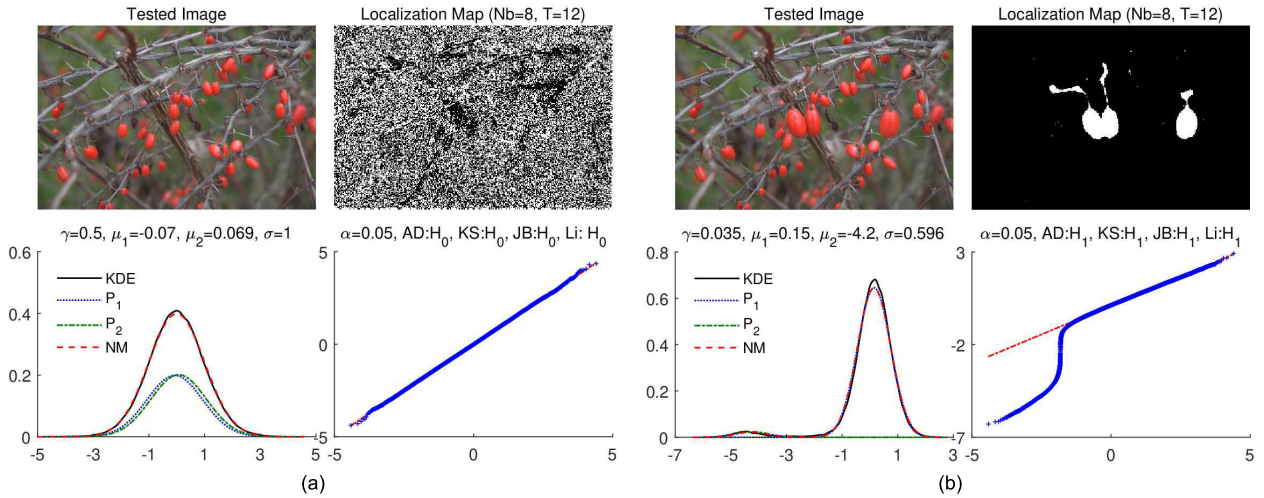 Tested Image
Localization Map (Nb=8, T=12)
γ=0.5, μ₁=-0.07, μ₂=0.069, σ=1
α=0.05, AD:H₀, KS:H₀, JB:H₀, Li: H₀
0.6
0.4
0.2
0
KDE
P₁
P₂
NM
-5 -3 -1 1 3 5
5
0
-5
-5 0 5
(a)
Tested Image
Localization Map (Nb=8, T=12)
γ=0.035, μ₁=0.15, μ₂=-4.2, σ=0.596
α=0.05, AD:H₁, KS:H₁, JB:H₁, Li:H₁
0.8
0.6
0.4
0.2
0
KDE
P₁
P₂
NM
-7 -6 -4 -2 0 2 3
3
-2
-7
-5 0 5
(b)